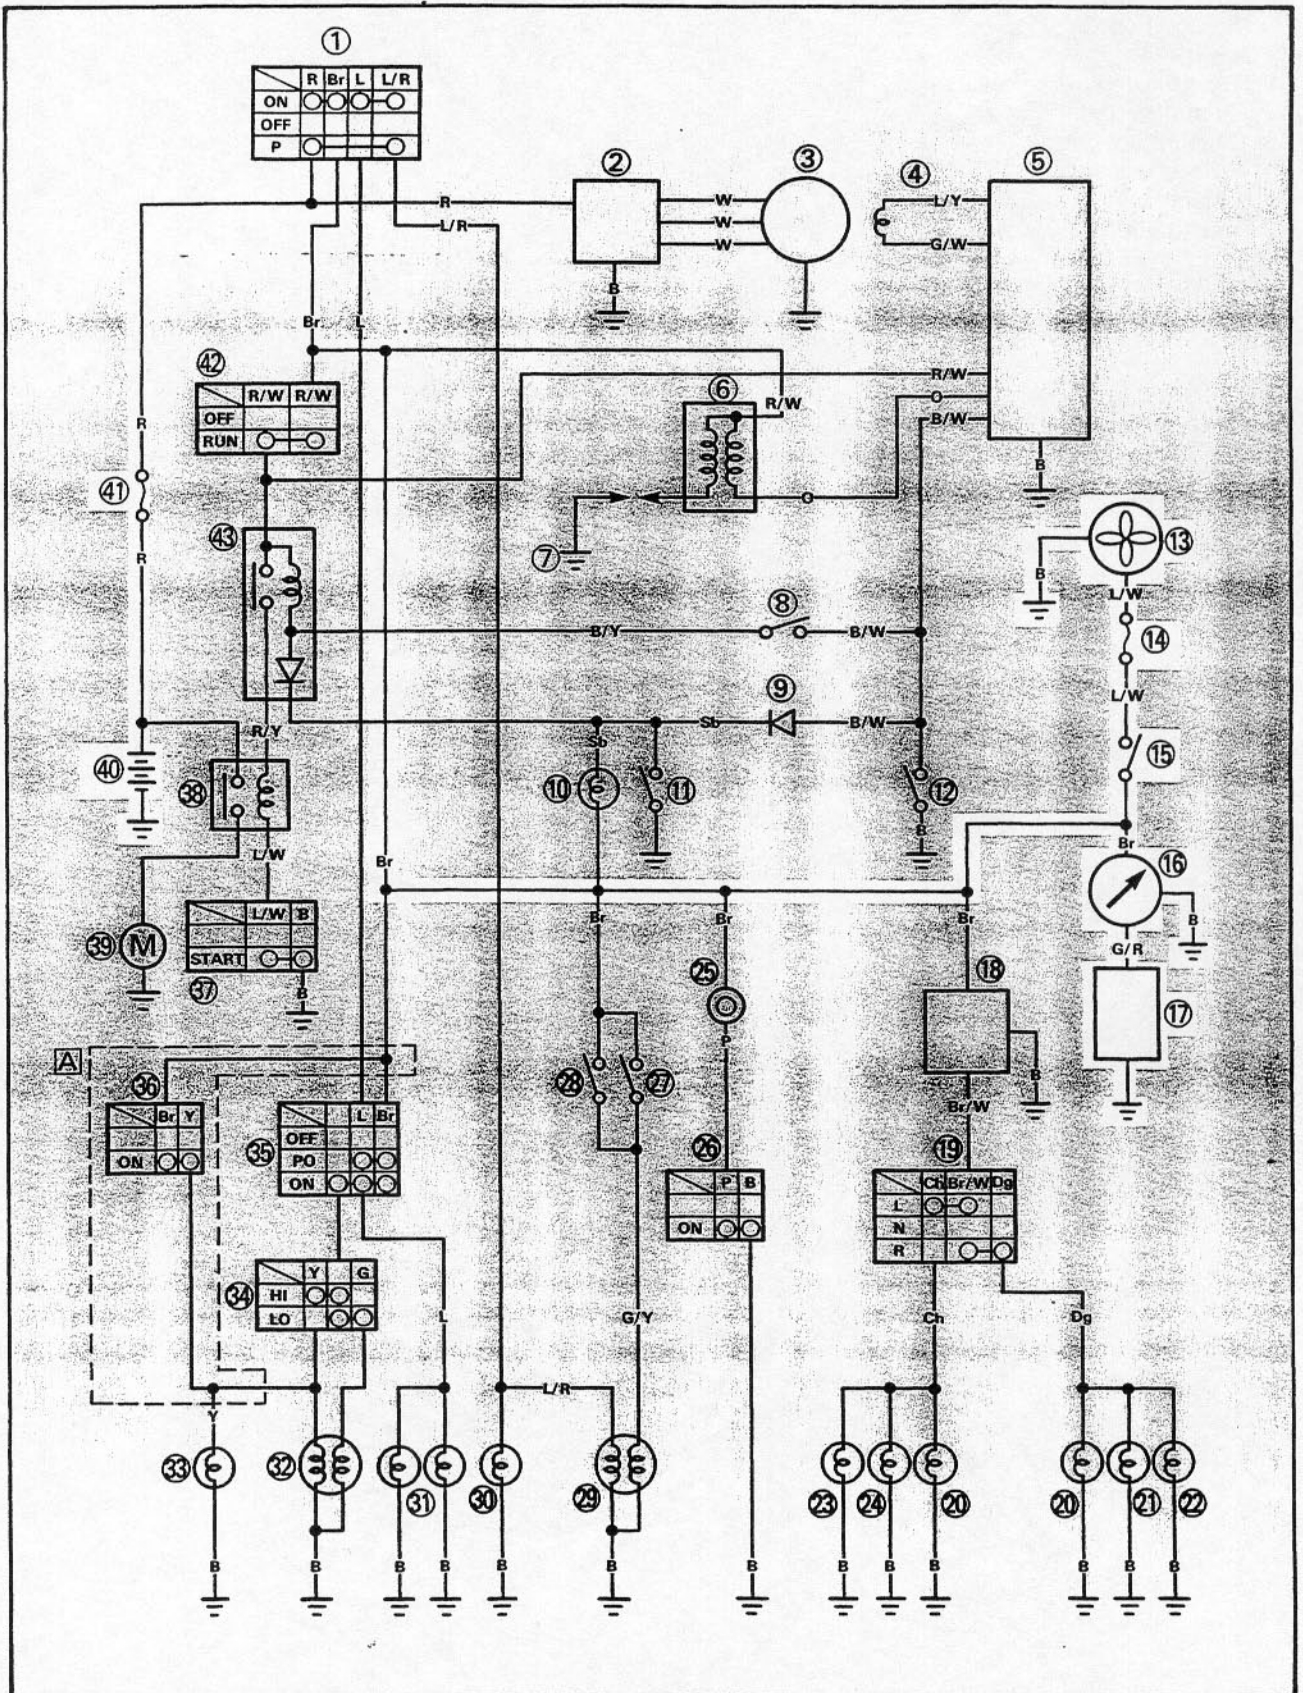 ①
R Br L L/R
ON
OFF
P
② ③ ④ ⑤
R W L/Y
L/R W G/W
W
B
Br L
㊷
R/W R/W
OFF
RUN
⑥
R/W
R/W
O
B/W
R
㊶
R
O
B
⑦
㊸
⑬
B
L/W
⑧
B/Y B/W
⑭
L/W
⑨
Sb B/W
R/Y
Sb
⑮
㊵
㊳
⑩ ⑪ ⑫
B
L/W
Br
Br
⑯
B
G/R
L/W B
START
㊲
B
㊴ M
Br Br Br
⑱
⑰
㉕
P
B
Br/W
A
㊱
Br Y
ON
L Br
OFF
PO
ON
㉟
㉘ ㉗
㉖
P B
ON
⑲
Ch Br/W Dg
L
N
R
㉞
Y G
HI
LO
L
G/Y
Ch Dg
L/R
Y
㉝ ㉜ ㉛ ㉚ ㉙ ㉓ ㉔ ⑳ ⑳ ㉑ ㉒
B B B B B B B B B B B B B